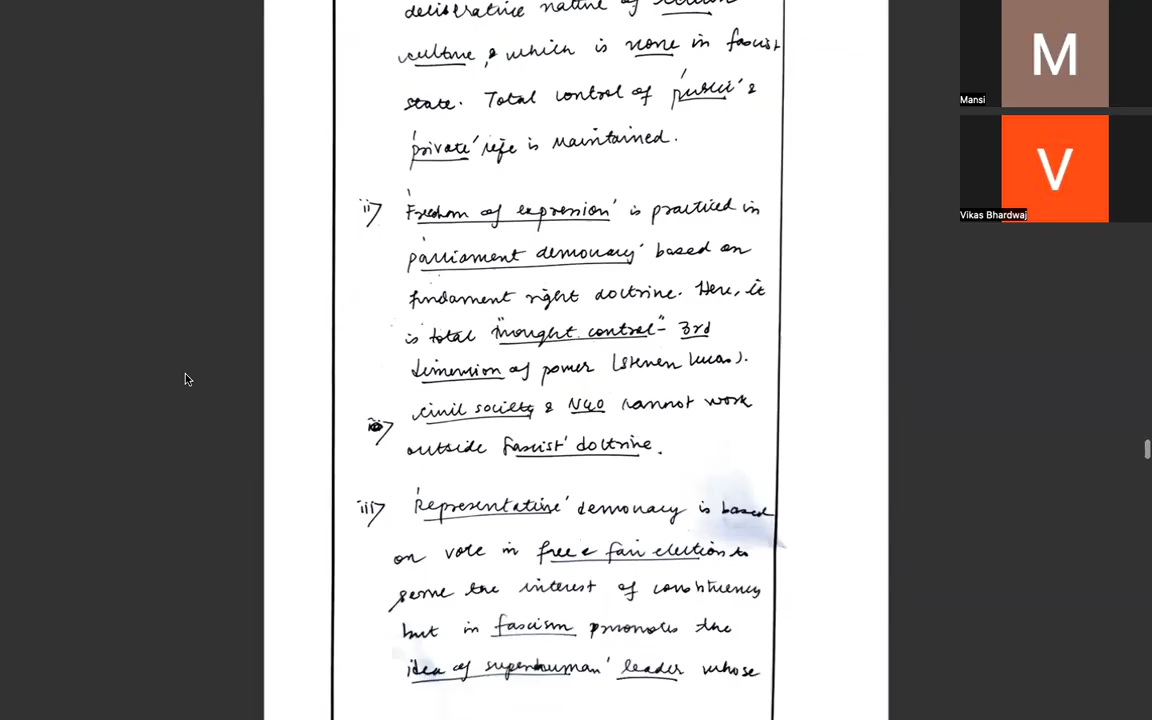 deliberative nature of
culture, & which is none in fascist
state. Total control of 'public' &
'private' life is maintained.
ii) 'Freedom of expression' is practiced in
'parliament democracy' based on
fundament right doctrine. Here, it
is total "thought control" - 3rd
dimension of power (Steven Lucas).
Civil society & NGO cannot work
outside 'fascist' doctrine.
iii) 'Representative' democracy is based
on vote in free & fair election to
serve the interest of constituency
but in fascism promotes the
idea of 'superhuman' leader whose
M
Mansi
V
Vikas Bhardwaj